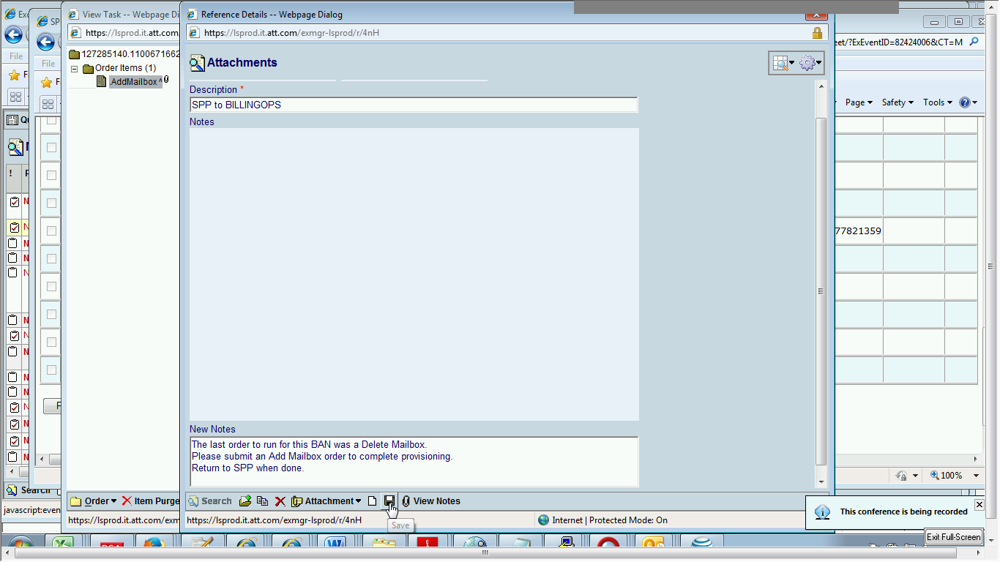 View Task -- Webpage Di
Reference Details -- Webpage Dialog
https://lsprod.it.att.com
https://lsprod.it.att.com/exmgr-lsprod/r/4nH
eet/?ExEventID=82424006&CT=M
File
File
127285140.1100671662
Order Items (1)
.AddMailbox ^
Attachments
Page
Safety
Tools
Description *
SPP to BILLINGOPS
Notes
77821359
New Notes
The last order to run for this BAN was a Delete Mailbox.
Please submit an Add Mailbox order to complete provisioning.
Return to SPP when done.
100%
Search
Order
Item Purge
Search
Attachment
View Notes
javascript:even
https://lsprod.it.att.com/exm
https://lsprod.it.att.com/exmgr-lsprod/r/4nH
Internet | Protected Mode: On
Save
This conference is being recorded
Exit Full-Screen